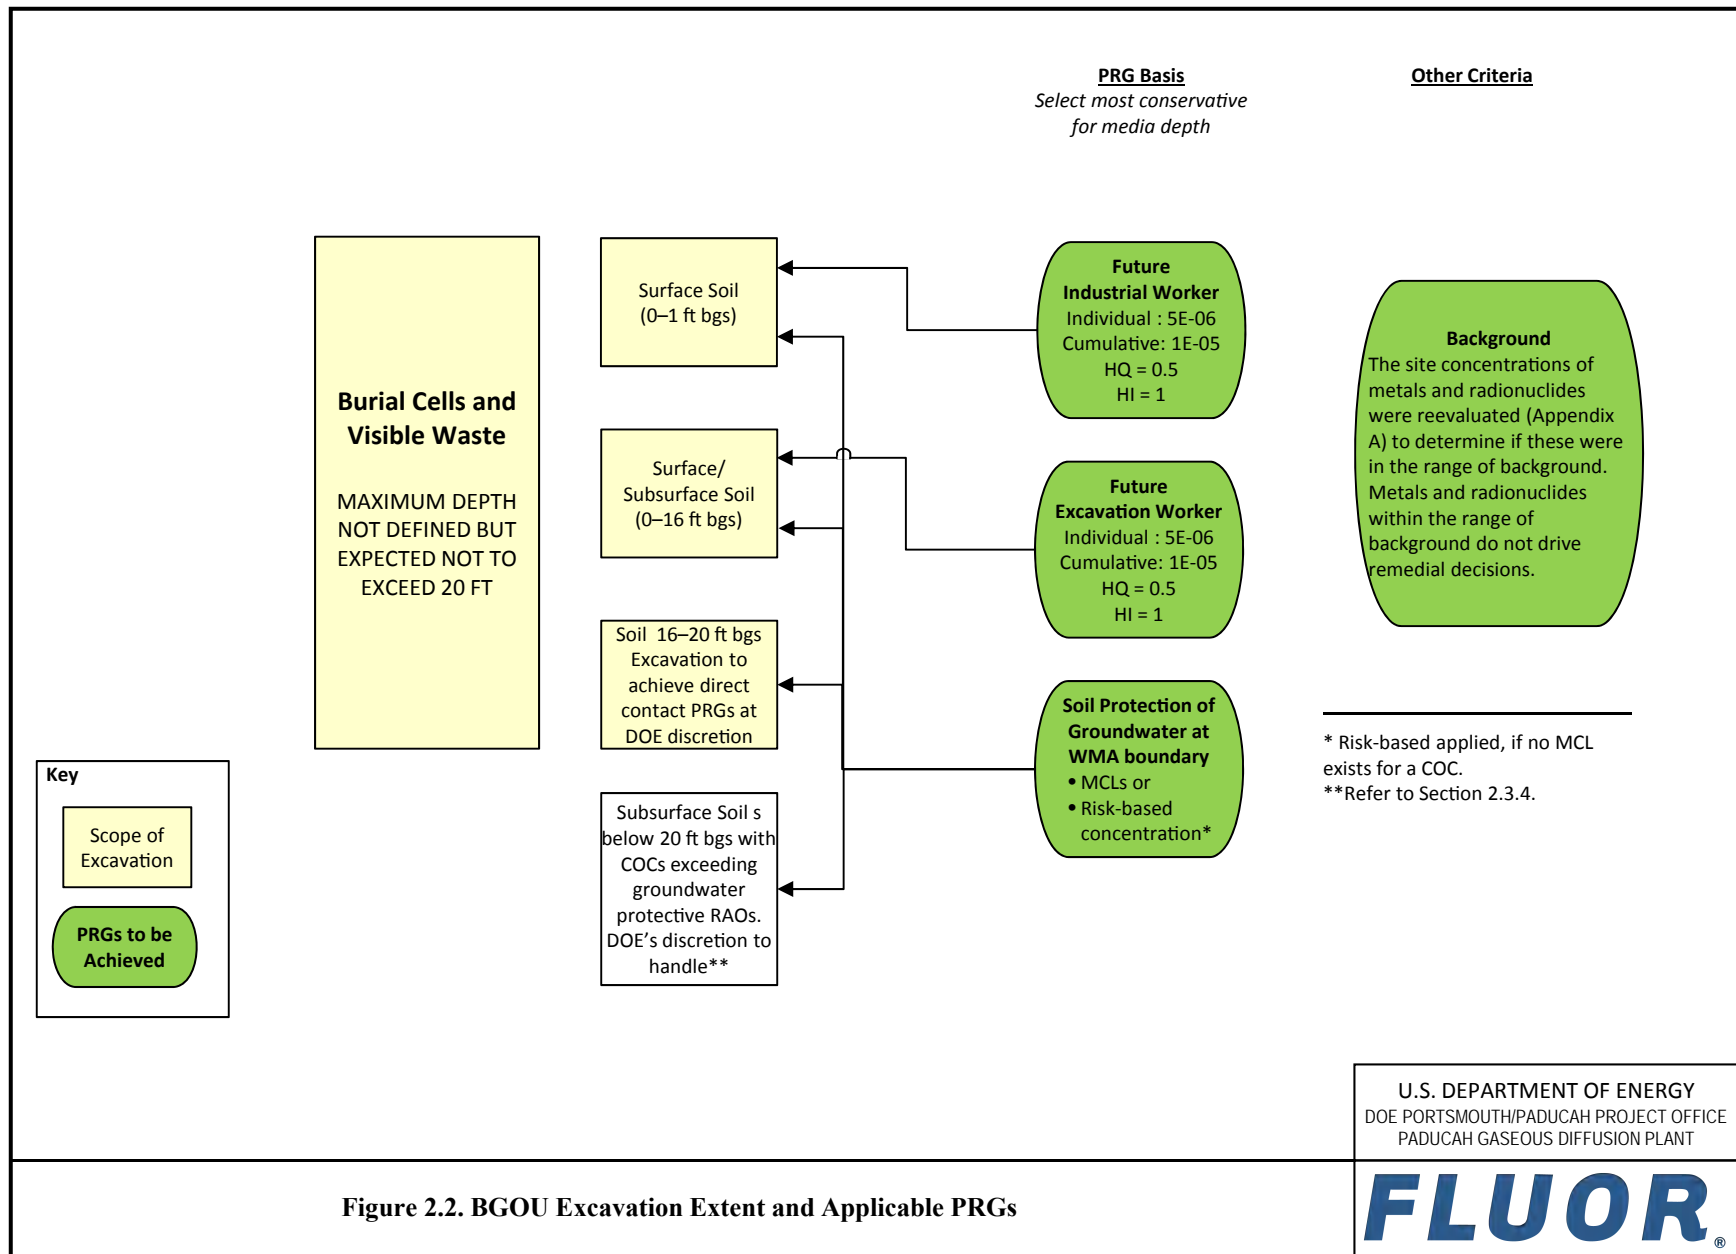 PRG Basis
Select most conservative
for media depth
Other Criteria
Burial Cells and
Visible Waste
MAXIMUM DEPTH
NOT DEFINED BUT
EXPECTED NOT TO
EXCEED 20 FT
Surface Soil
(0–1 ft bgs)
Surface/
Subsurface Soil
(0–16 ft bgs)
Soil 16–20 ft bgs
Excavation to
achieve direct
contact PRGs at
DOE discretion
Subsurface Soil s
below 20 ft bgs with
COCs exceeding
groundwater
protective RAOs.
DOE's discretion to
handle**
Future
Industrial Worker
Individual : 5E-06
Cumulative: 1E-05
HQ = 0.5
HI = 1
Future
Excavation Worker
Individual : 5E-06
Cumulative: 1E-05
HQ = 0.5
HI = 1
Soil Protection of
Groundwater at
WMA boundary
• MCLs or
• Risk-based
concentration*
Background
The site concentrations of
metals and radionuclides
were reevaluated (Appendix
A) to determine if these were
in the range of background.
Metals and radionuclides
within the range of
background do not drive
remedial decisions.
* Risk-based applied, if no MCL
exists for a COC.
**Refer to Section 2.3.4.
Key
Scope of
Excavation
PRGs to be
Achieved
U.S. DEPARTMENT OF ENERGY
DOE PORTSMOUTH/PADUCAH PROJECT OFFICE
PADUCAH GASEOUS DIFFUSION PLANT
Figure 2.2. BGOU Excavation Extent and Applicable PRGs
FLUOR®